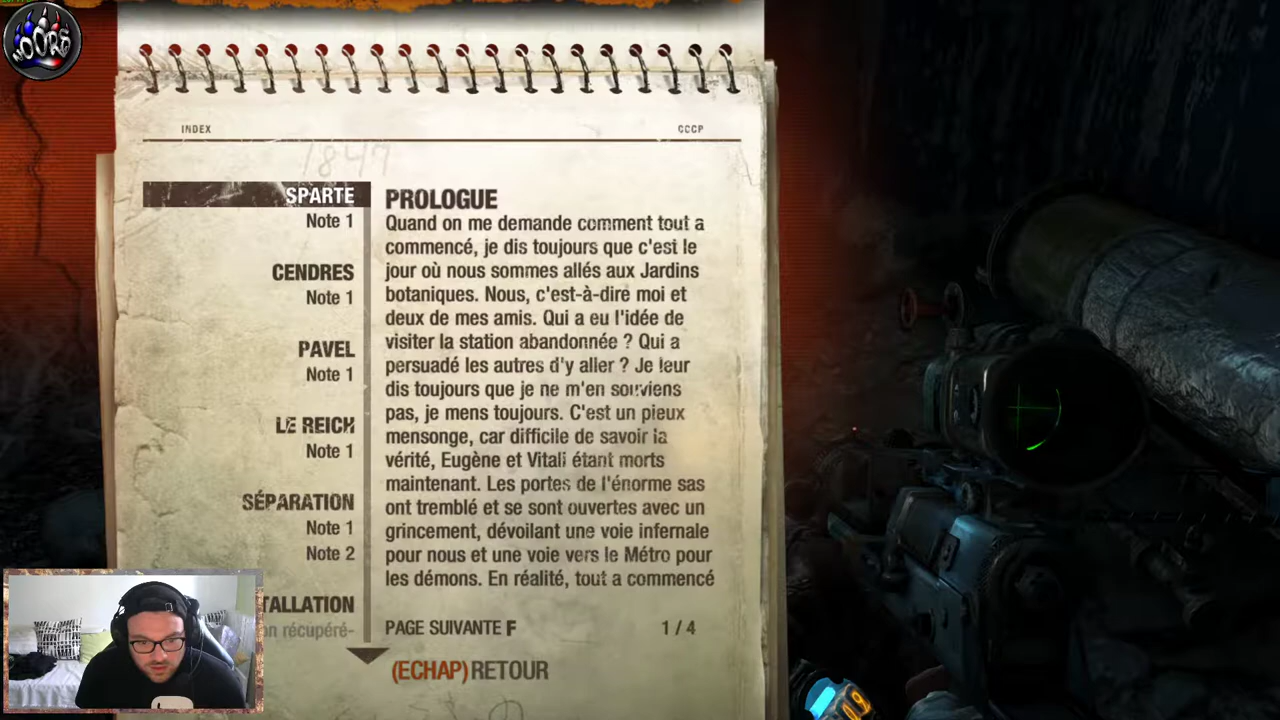 NOORS
INDEX
CCCP
1847
SPARTE
Note 1
CENDRES
Note 1
PAVEL
Note 1
LE REICH
Note 1
SÉPARATION
Note 1
Note 2
TALLATION
n récupéré-
PROLOGUE
Quand on me demande comment tout a
commencé, je dis toujours que c'est le
jour où nous sommes allés aux Jardins
botaniques. Nous, c'est-à-dire moi et
deux de mes amis. Qui a eu l'idée de
visiter la station abandonnée ? Qui a
persuadé les autres d'y aller ? Je leur
dis toujours que je ne m'en souviens
pas, je mens toujours. C'est un pieux
mensonge, car difficile de savoir la
vérité, Eugène et Vitali étant morts
maintenant. Les portes de l'énorme sas
ont tremblé et se sont ouvertes avec un
grincement, dévoilant une voie infernale
pour nous et une voie vers le Métro pour
les démons. En réalité, tout a commencé
PAGE SUIVANTE F
1 / 4
(ECHAP) RETOUR